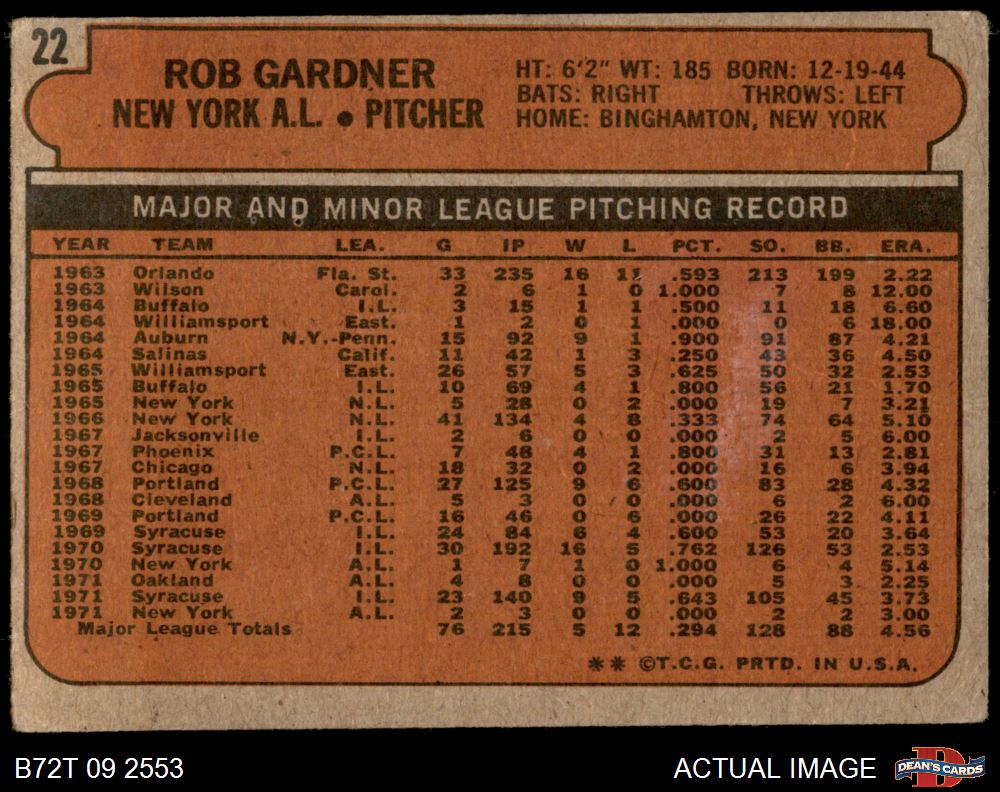 22
ROB GARDNER
NEW YORK A.L. • PITCHER
HT: 6'2" WT: 185 BORN: 12-19-44
BATS: RIGHT THROWS: LEFT
HOME: BINGHAMTON, NEW YORK
MAJOR AND MINOR LEAGUE PITCHING RECORD
YEAR TEAM LEA. G IP W L PCT. SO. BB. ERA.
1963 Orlando Fla. St. 33 235 16 11 .593 213 199 2.22
1963 Wilson Carol. 2 6 1 0 1.000 7 8 12.00
1964 Buffalo I.L. 3 15 1 1 .500 11 18 6.60
1964 Williamsport East. 1 2 0 1 .000 0 6 18.00
1964 Auburn N.Y.-Penn. 15 92 9 1 .900 91 87 4.21
1964 Salinas Calif. 11 42 1 3 .250 43 36 4.50
1965 Williamsport East. 26 57 5 3 .625 50 32 2.53
1965 Buffalo I.L. 10 69 4 1 .800 56 21 1.70
1965 New York N.L. 5 28 0 2 .000 19 7 3.21
1966 New York N.L. 41 134 4 8 .333 74 64 5.10
1967 Jacksonville I.L. 2 6 0 0 .000 2 5 6.00
1967 Phoenix P.C.L. 7 48 4 1 .800 31 13 2.81
1967 Chicago N.L. 18 32 0 2 .000 16 6 3.94
1968 Portland P.C.L. 27 125 9 6 .600 83 28 4.32
1968 Cleveland A.L. 5 3 0 0 .000 6 2 6.00
1969 Portland P.C.L. 16 46 0 6 .000 26 22 4.11
1969 Syracuse I.L. 24 84 6 4 .600 53 20 3.64
1970 Syracuse I.L. 30 192 16 5 .762 126 53 2.53
1970 New York A.L. 1 7 1 0 1.000 6 4 5.14
1971 Oakland A.L. 4 8 0 0 .000 5 3 2.25
1971 Syracuse I.L. 23 140 9 5 .643 105 45 3.73
1971 New York A.L. 2 3 0 0 .000 2 2 3.00
Major League Totals 76 215 5 12 .294 128 88 4.56
** ©T.C.G. PRTD. IN U.S.A.
B72T 09 2553
ACTUAL IMAGE
DEAN'S CARDS